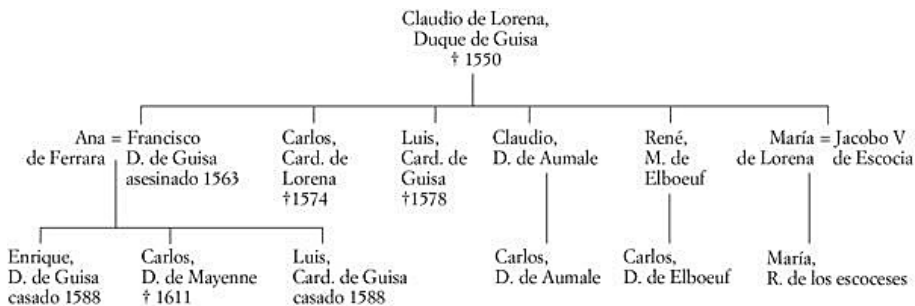 Claudio de Lorena,
Duque de Guisa
† 1550
Ana = Francisco
de Ferrara D. de Guisa
asesinado 1563
Carlos,
Card. de
Lorena
†1574
Luis,
Card. de
Guisa
†1578
Claudio,
D. de Aumale
René,
M. de
Elboeuf
María = Jacobo V
de Lorena de Escocia
Enrique,
D. de Guisa
casado 1588
Carlos,
D. de Mayenne
† 1611
Luis,
Card. de Guisa
casado 1588
Carlos,
D. de Aumale
Carlos,
D. de Elboeuf
María,
R. de los escoceses